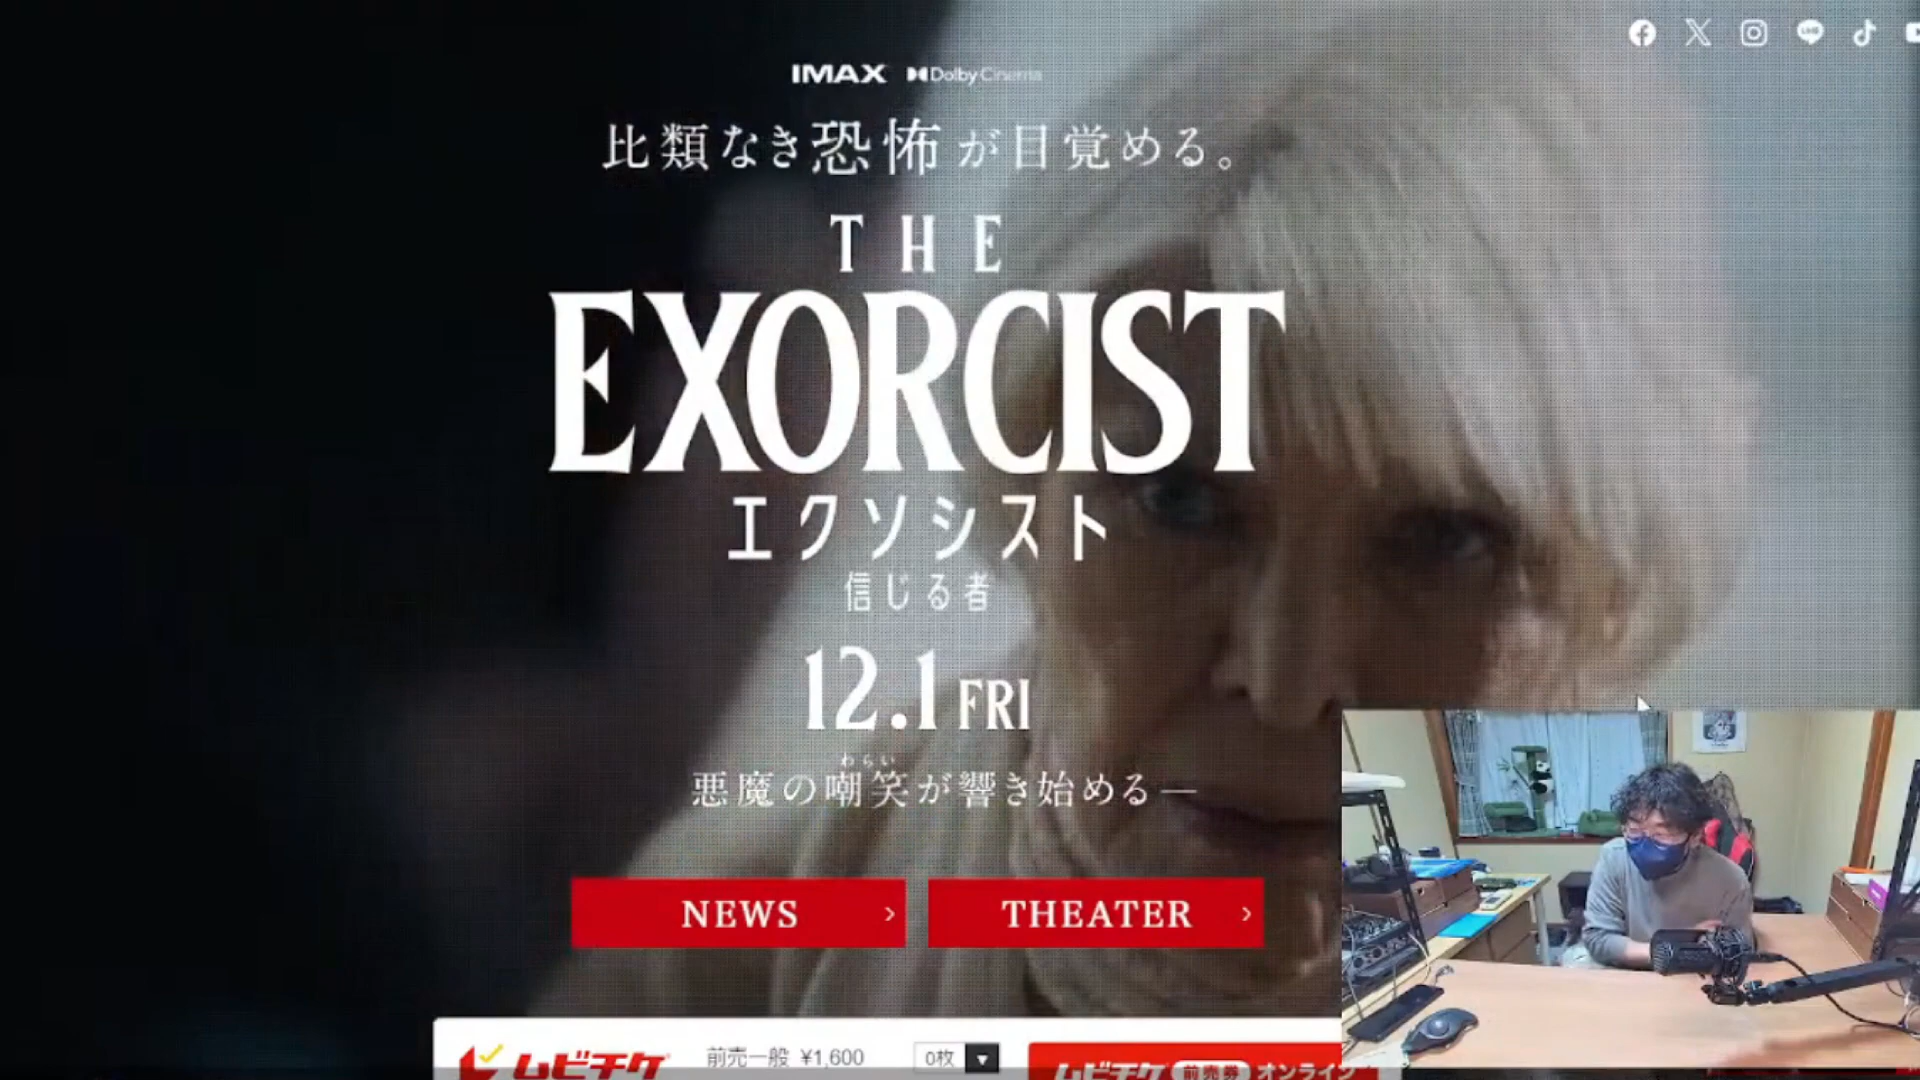 IMAX DolbyCinema
比類なき恐怖が目覚める。
THE
EXORCIST
エクソシスト
信じる者
12.1 FRI
わらい
悪魔の嘲笑が響き始める—
NEWS
THEATER
ムビチケ 前売一般 ¥1,600 0枚
ムビチケ 前売券 オンライン